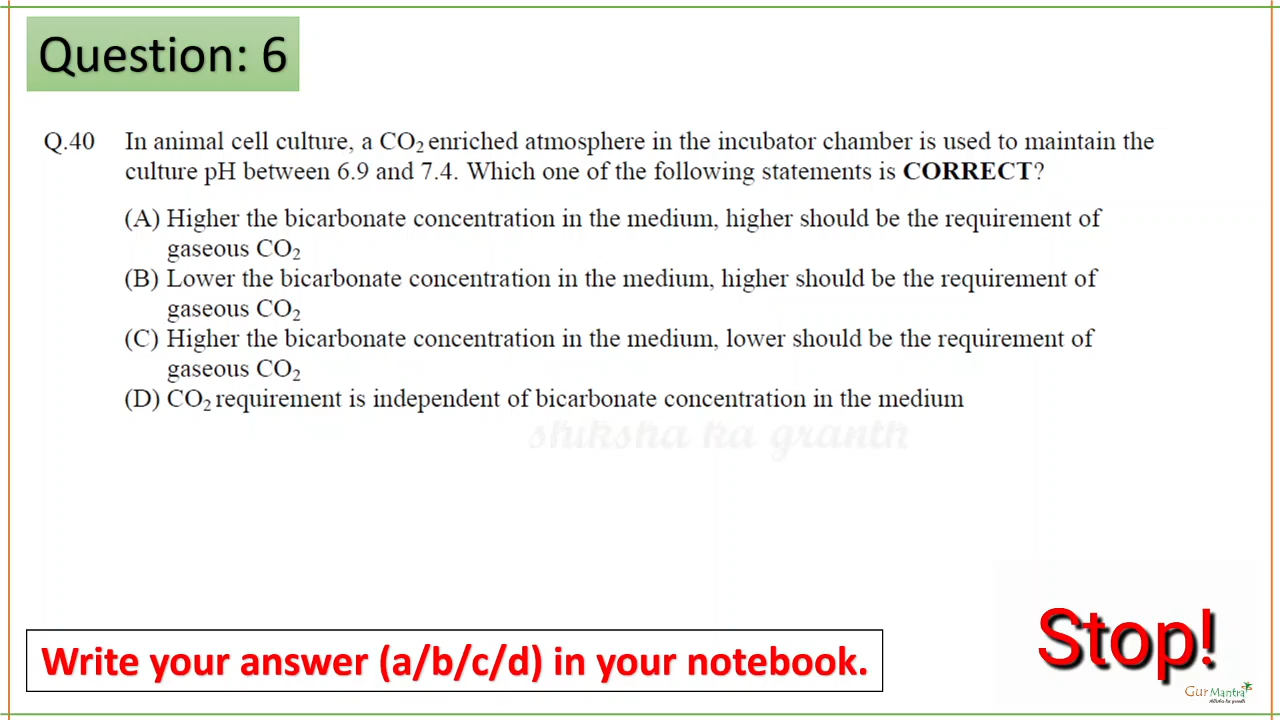 Question: 6
Q.40 In animal cell culture, a CO₂ enriched atmosphere in the incubator chamber is used to maintain the
culture pH between 6.9 and 7.4. Which one of the following statements is CORRECT?
(A) Higher the bicarbonate concentration in the medium, higher should be the requirement of
gaseous CO₂
(B) Lower the bicarbonate concentration in the medium, higher should be the requirement of
gaseous CO₂
(C) Higher the bicarbonate concentration in the medium, lower should be the requirement of
gaseous CO₂
(D) CO₂ requirement is independent of bicarbonate concentration in the medium
shiksha ka granth
Stop!
Write your answer (a/b/c/d) in your notebook.
Gur Mantra
shiksha ka granth